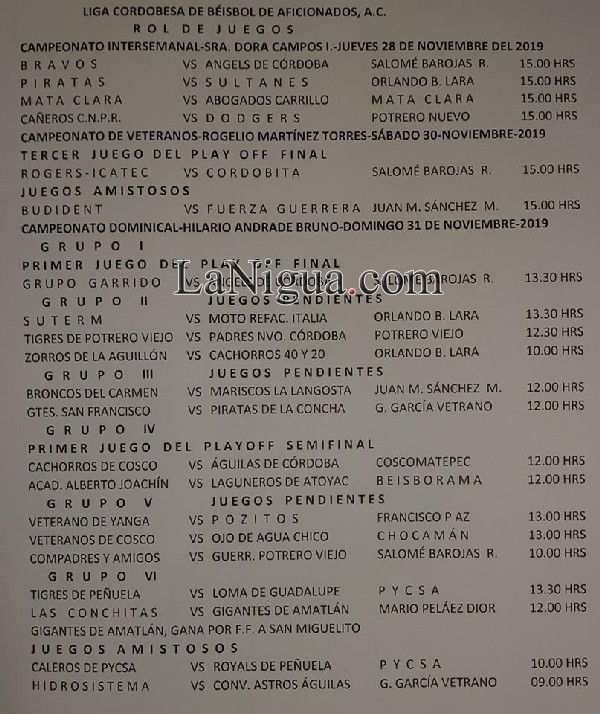 LIGA CORDOBESA DE BÉISBOL DE AFICIONADOS, A.C.
ROL DE JUEGOS
CAMPEONATO INTERSEMANAL-SRA. DORA CAMPOS I.-JUEVES 28 DE NOVIEMBRE DEL 2019
BRAVOS VS ANGELS DE CÓRDOBA SALOMÉ BAROJAS R. 15.00 HRS
PIRATAS VS SULTANES ORLANDO B. LARA 15.00 HRS
MATA CLARA VS ABOGADOS CARRILLO MATA CLARA 15.00 HRS
CAÑEROS C.N.P.R. VS DODGERS POTRERO NUEVO 15.00 HRS
CAMPEONATO DE VETERANOS-ROGELIO MARTÍNEZ TORRES-SÁBADO 30-NOVIEMBRE-2019
TERCER JUEGO DEL PLAY OFF FINAL
ROGERS-ICATEC VS CORDOBITA SALOMÉ BAROJAS R. 15.00 HRS
JUEGOS AMISTOSOS
BUDIDENT VS FUERZA GUERRERA JUAN M. SÁNCHEZ M. 15.00 HRS
CAMPEONATO DOMINICAL-HILARIO ANDRADE BRUNO-DOMINGO 31 DE NOVIEMBRE-2019
GRUPO I
PRIMER JUEGO DEL PLAY OFF FINAL
GRUPO GARRIDO VS CÓRDOBA SALOMÉ BAROJAS R. 13.30 HRS
LaNigua.com
GRUPO II JUEGOS PENDIENTES
SUTERM VS MOTO REFAC. ITALIA ORLANDO B. LARA 13.30 HRS
TIGRES DE POTRERO VIEJO VS PADRES NVO. CÓRDOBA POTRERO VIEJO 12.30 HRS
ZORROS DE LA AGUILLÓN VS CACHORROS 40 Y 20 ORLANDO B. LARA 10.00 HRS
GRUPO III JUEGOS PENDIENTES
BRONCOS DEL CARMEN VS MARISCOS LA LANGOSTA JUAN M. SÁNCHEZ M. 12.00 HRS
GTES. SAN FRANCISCO VS PIRATAS DE LA CONCHA G. GARCÍA VETRANO 12.00 HRS
GRUPO IV
PRIMER JUEGO DEL PLAYOFF SEMIFINAL
CACHORROS DE COSCO VS ÁGUILAS DE CÓRDOBA COSCOMATEPEC 12.00 HRS
ACAD. ALBERTO JOACHÍN VS LAGUNEROS DE ATOYAC BEISBORAMA 12.00 HRS
GRUPO V JUEGOS PENDIENTES
VETERANO DE YANGA VS POZITOS FRANCISCO PAZ 13.00 HRS
VETERANOS DE COSCO VS OJO DE AGUA CHICO CHOCAMÁN 13.00 HRS
COMPADRES Y AMIGOS VS GUERR. POTRERO VIEJO SALOMÉ BAROJAS R. 10.00 HRS
GRUPO VI
TIGRES DE PEÑUELA VS LOMA DE GUADALUPE PYCSA 13.30 HRS
LAS CONCHITAS VS GIGANTES DE AMATLÁN MARIO PELÁEZ DIOR 12.00 HRS
GIGANTES DE AMATLÁN, GANA POR F.F. A SAN MIGUELITO
JUEGOS AMISTOSOS
CALEROS DE PYCSA VS ROYALS DE PEÑUELA PYCSA 10.00 HRS
HIDROSISTEMA VS CONV. ASTROS ÁGUILAS G. GARCÍA VETRANO 09.00 HRS